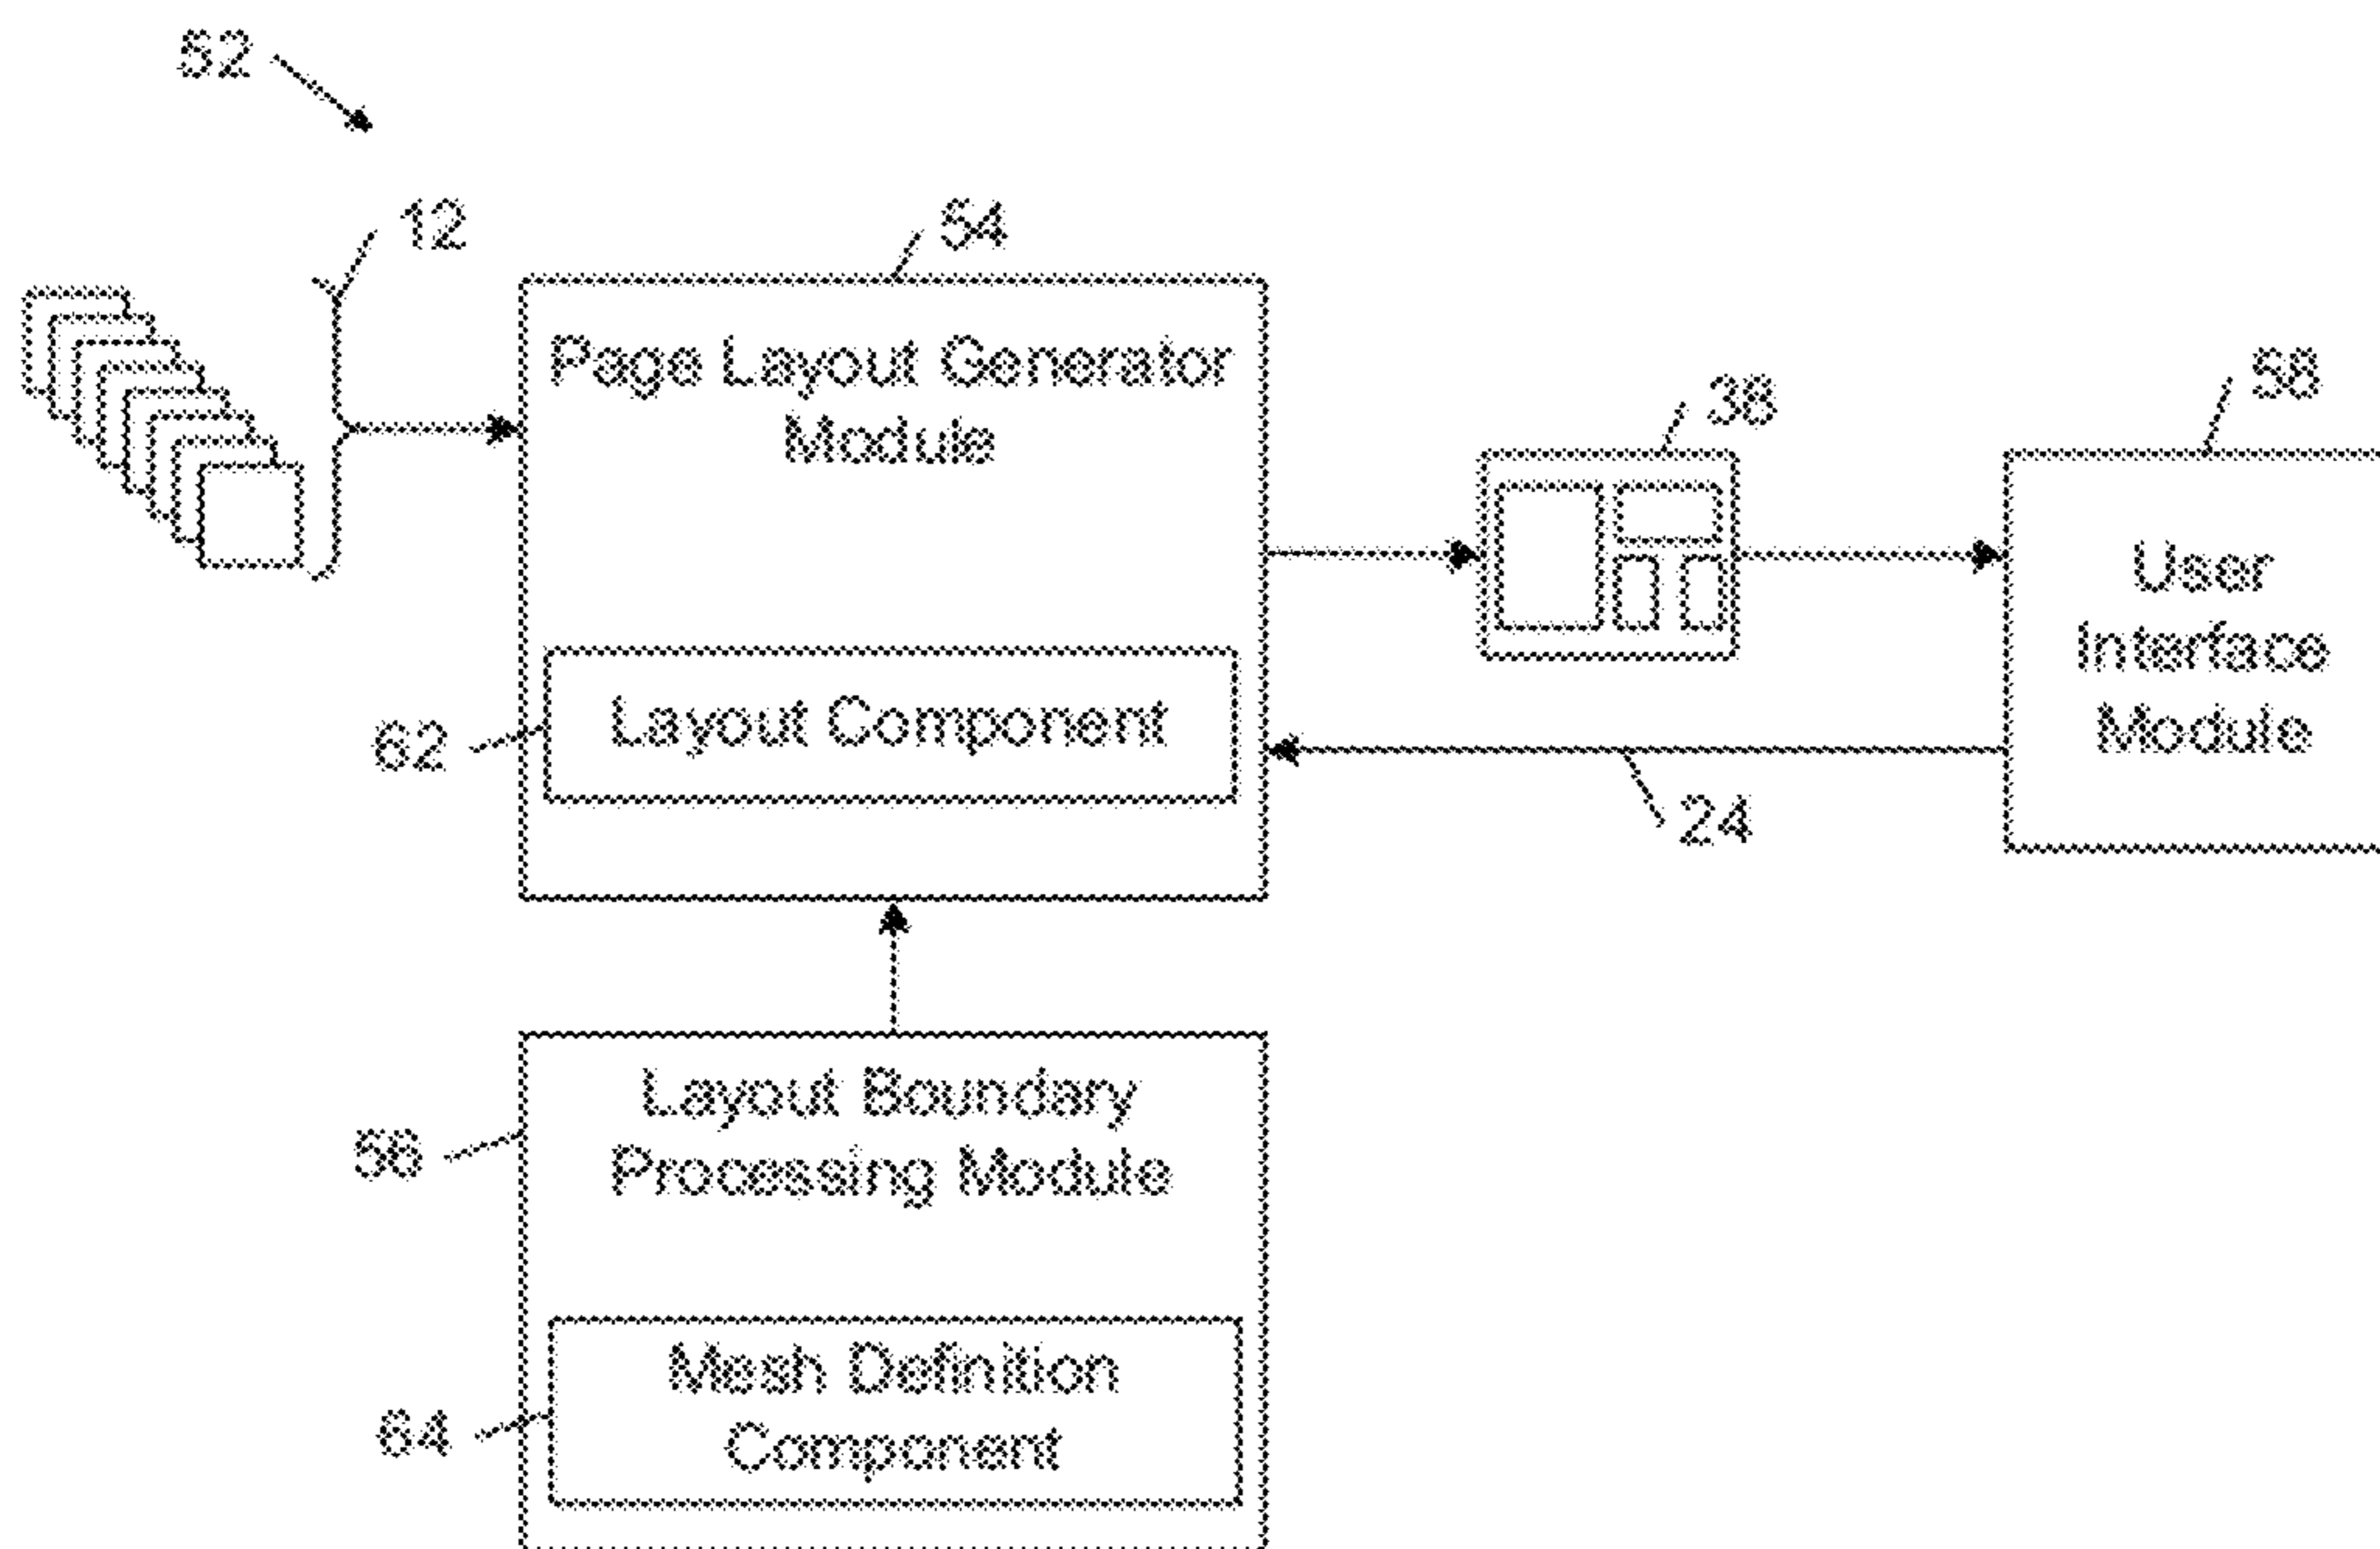 52
12
54
Page Layout Generator
Module
38
58
User
Interface
Module
62
Layout Component
24
56
Layout Boundary
Processing Module
64
Mesh Definition
Component